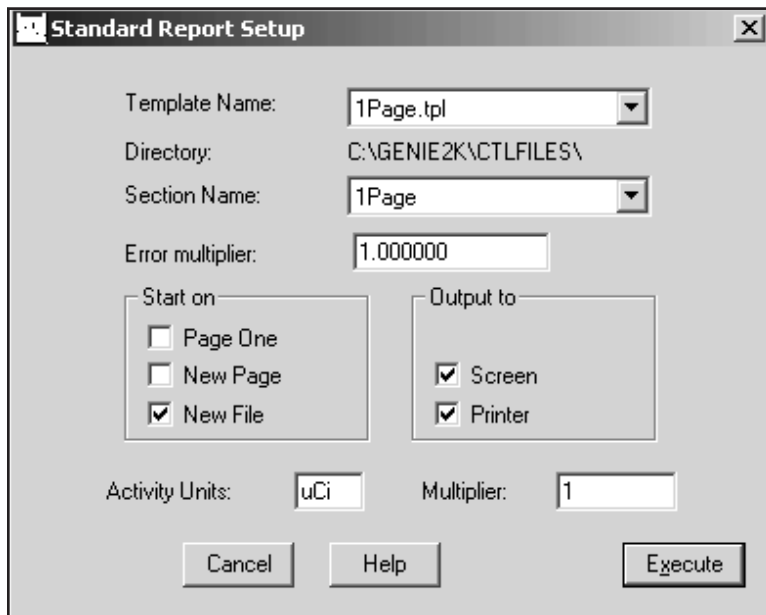 Standard Report Setup
Template Name: 1Page.tpl
Directory: C:\GENIE2K\CTLFILES\
Section Name: 1Page
Error multiplier: 1.000000
Start on
Page One
New Page
New File
Output to
Screen
Printer
Activity Units: uCi Multiplier: 1
Cancel Help Execute